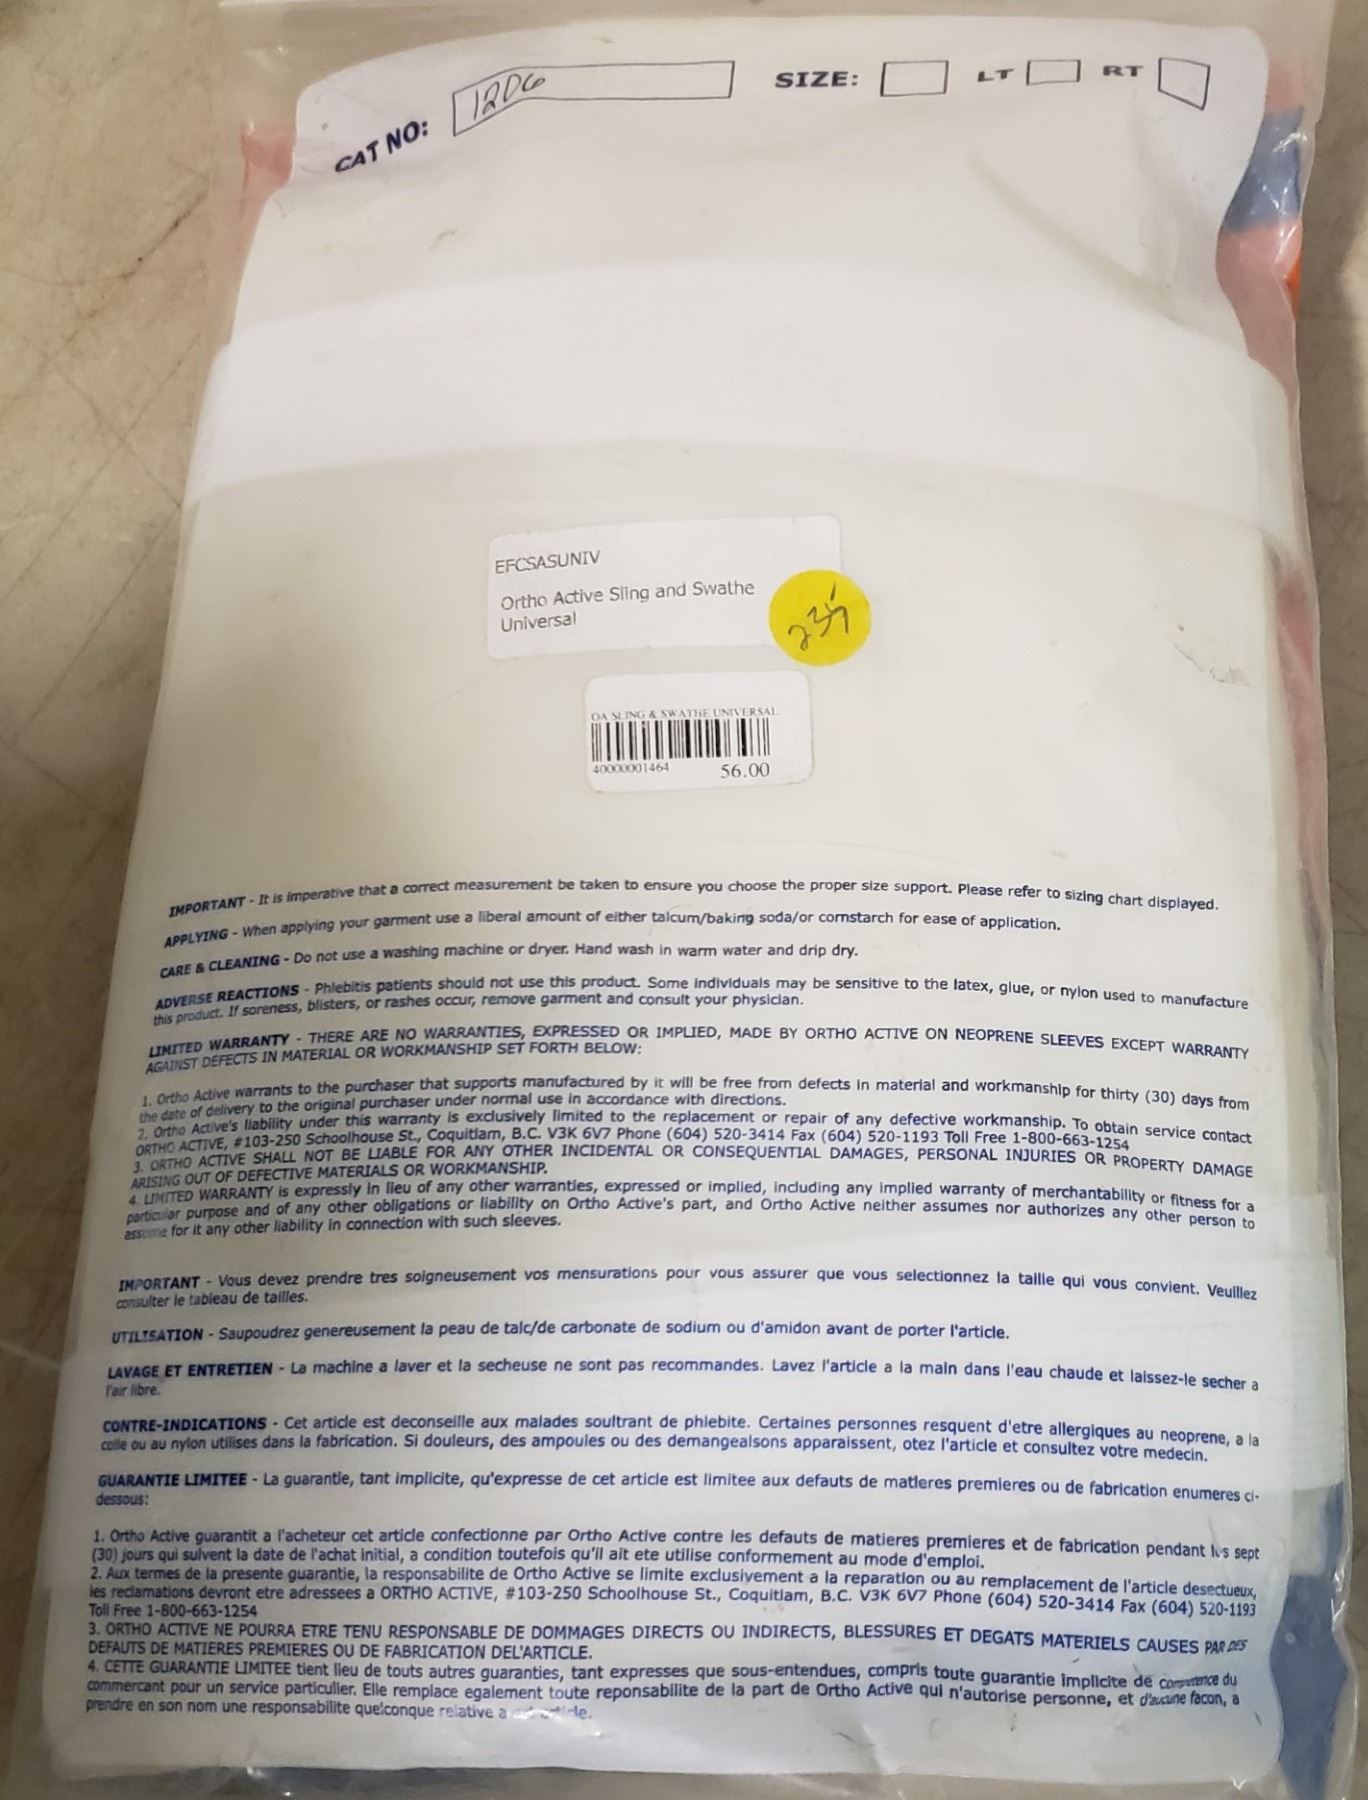 CAT NO: 1206 SIZE: LT RT
EFCSASUNIV
Ortho Active Sling and Swathe
Universal
OA SLING & SWATHE UNIVERSAL
40000001464 56.00
IMPORTANT - It is imperative that a correct measurement be taken to ensure you choose the proper size support. Please refer to sizing chart displayed.
APPLYING - When applying your garment use a liberal amount of either talcum/baking soda/or cornstarch for ease of application.
CARE & CLEANING - Do not use a washing machine or dryer. Hand wash in warm water and drip dry.
ADVERSE REACTIONS - Phlebitis patients should not use this product. Some individuals may be sensitive to the latex, glue, or nylon used to manufacture
this product. If soreness, blisters, or rashes occur, remove garment and consult your physician.
LIMITED WARRANTY - THERE ARE NO WARRANTIES, EXPRESSED OR IMPLIED, MADE BY ORTHO ACTIVE ON NEOPRENE SLEEVES EXCEPT WARRANTY
AGAINST DEFECTS IN MATERIAL OR WORKMANSHIP SET FORTH BELOW:
1. Ortho Active warrants to the purchaser that supports manufactured by it will be free from defects in material and workmanship for thirty (30) days from
the date of delivery to the original purchaser under normal use in accordance with directions.
2. Ortho Active's liability under this warranty is exclusively limited to the replacement or repair of any defective workmanship. To obtain service contact
ORTHO ACTIVE, #103-250 Schoolhouse St., Coquitlam, B.C. V3K 6V7 Phone (604) 520-3414 Fax (604) 520-1193 Toll Free 1-800-663-1254
3. ORTHO ACTIVE SHALL NOT BE LIABLE FOR ANY OTHER INCIDENTAL OR CONSEQUENTIAL DAMAGES, PERSONAL INJURIES OR PROPERTY DAMAGE
ARISING OUT OF DEFECTIVE MATERIALS OR WORKMANSHIP.
4. LIMITED WARRANTY is expressly in lieu of any other warranties, expressed or implied, including any implied warranty of merchantability or fitness for a
particular purpose and of any other obligations or liability on Ortho Active's part, and Ortho Active neither assumes nor authorizes any other person to
assume for it any other liability in connection with such sleeves.
IMPORTANT - Vous devez prendre tres soigneusement vos mensurations pour vous assurer que vous selectionnez la taille qui vous convient. Veuillez
consulter le tableau de tailles.
UTILISATION - Saupoudrez genereusement la peau de talc/de carbonate de sodium ou d'amidon avant de porter l'article.
LAVAGE ET ENTRETIEN - La machine a laver et la secheuse ne sont pas recommandes. Lavez l'article a la main dans l'eau chaude et laissez-le secher a
l'air libre.
CONTRE-INDICATIONS - Cet article est deconseille aux malades soultrant de phlebite. Certaines personnes resquent d'etre allergiques au neoprene, a la
colle ou au nylon utilises dans la fabrication. Si douleurs, des ampoules ou des demangeaisons apparaissent, otez l'article et consultez votre medecin.
GUARANTIE LIMITEE - La guarantie, tant implicite, qu'expresse de cet article est limitee aux defauts de matieres premieres ou de fabrication enumeres ci-
dessous:
1. Ortho Active guarantit a l'acheteur cet article confectionne par Ortho Active contre les defauts de matieres premieres et de fabrication pendant les sept
(30) jours qui suivent la date de l'achat initial, a condition toutefois qu'il ait ete utilise conformement au mode d'emploi.
2. Aux termes de la presente guarantie, la responsabilite de Ortho Active se limite exclusivement a la reparation ou au remplacement de l'article desectueux,
les reclamations devront etre adressees a ORTHO ACTIVE, #103-250 Schoolhouse St., Coquitlam, B.C. V3K 6V7 Phone (604) 520-3414 Fax (604) 520-1193
Toll Free 1-800-663-1254
3. ORTHO ACTIVE NE POURRA ETRE TENU RESPONSABLE DE DOMMAGES DIRECTS OU INDIRECTS, BLESSURES ET DEGATS MATERIELS CAUSES PAR DES
DEFAUTS DE MATIERES PREMIERES OU DE FABRICATION DEL'ARTICLE.
4. CETTE GUARANTIE LIMITEE tient lieu de touts autres guaranties, tant expresses que sous-entendues, compris toute guarantie implicite de competence du
commercant pour un service particulier. Elle remplace egalement toute reponsabilite de la part de Ortho Active qui n'autorise personne, et d'aucune facon, a
prendre en son nom une responsabilite quelconque relative a article.